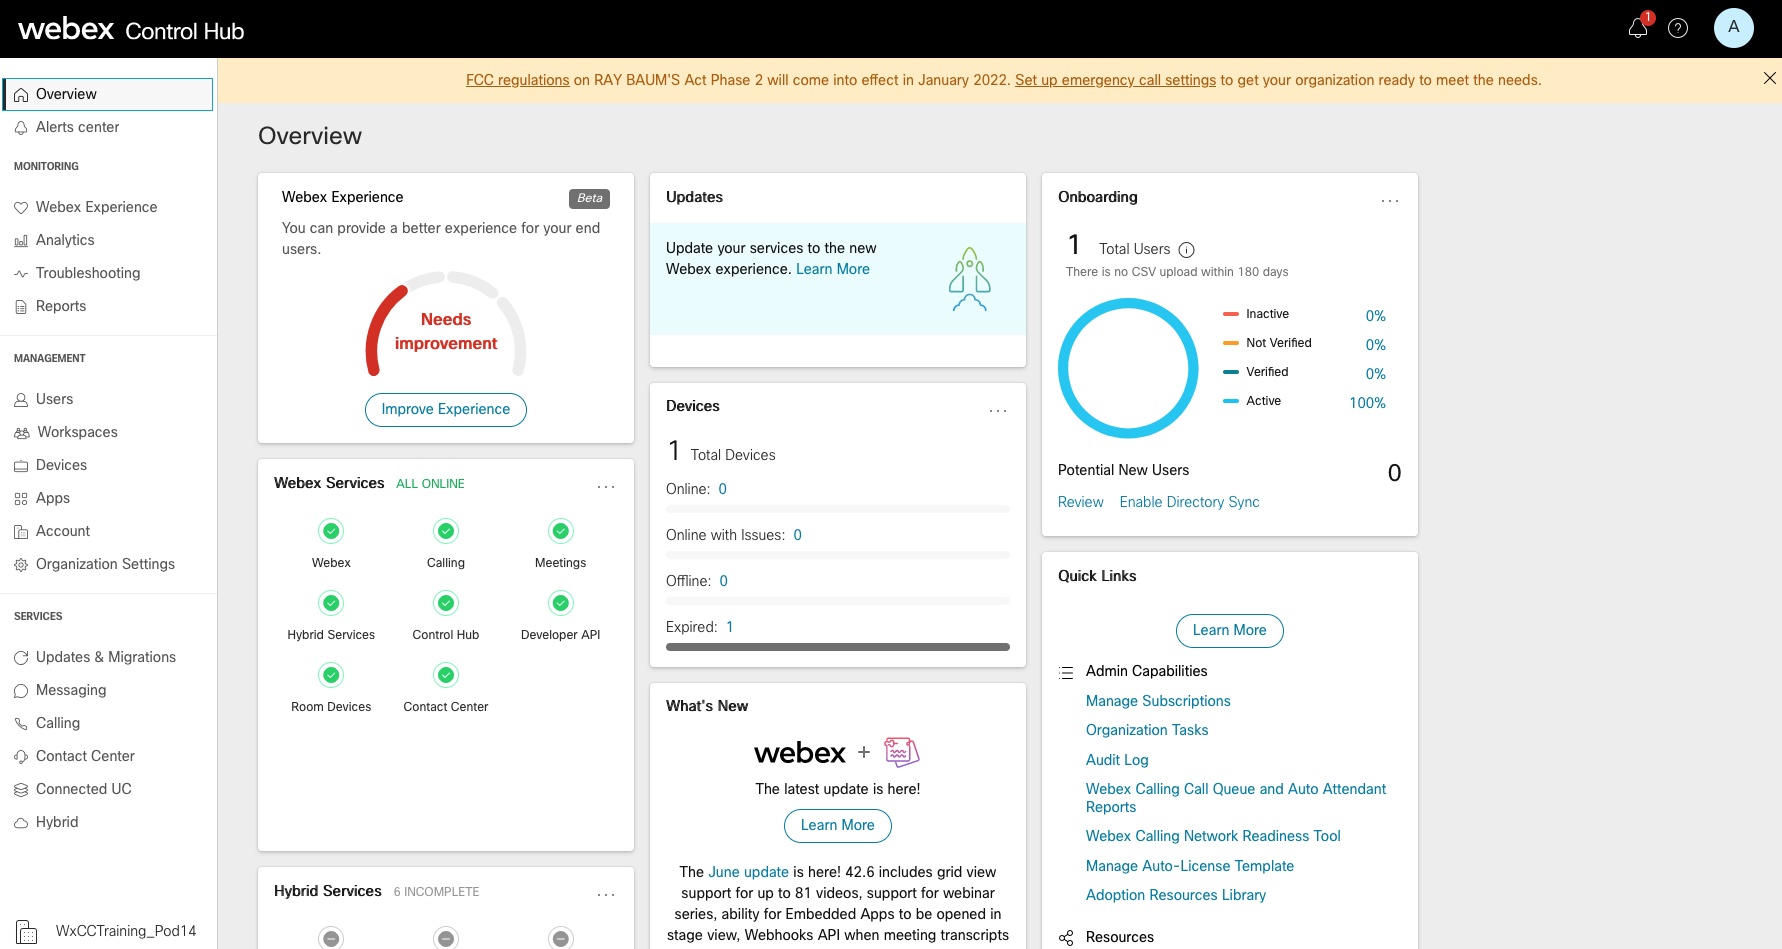 webex Control Hub
1
A
FCC regulations on RAY BAUM'S Act Phase 2 will come into effect in January 2022. Set up emergency call settings to get your organization ready to meet the needs.
Overview
Alerts center
MONITORING
Webex Experience
Analytics
Troubleshooting
Reports
MANAGEMENT
Users
Workspaces
Devices
Apps
Account
Organization Settings
SERVICES
Updates & Migrations
Messaging
Calling
Contact Center
Connected UC
Hybrid
WxCCTraining_Pod14
Overview
Webex Experience
Beta
You can provide a better experience for your end
users.
Needs
improvement
Improve Experience
Webex Services ALL ONLINE
...
Webex
Calling
Meetings
Hybrid Services
Control Hub
Developer API
Room Devices
Contact Center
Hybrid Services 6 INCOMPLETE
...
Updates
Update your services to the new
Webex experience. Learn More
Devices
...
1 Total Devices
Online: 0
Online with Issues: 0
Offline: 0
Expired: 1
What's New
webex +
The latest update is here!
Learn More
The June update is here! 42.6 includes grid view
support for up to 81 videos, support for webinar
series, ability for Embedded Apps to be opened in
stage view, Webhooks API when meeting transcripts
Onboarding
...
1 Total Users
There is no CSV upload within 180 days
Inactive 0%
Not Verified 0%
Verified 0%
Active 100%
Potential New Users 0
Review Enable Directory Sync
Quick Links
Learn More
Admin Capabilities
Manage Subscriptions
Organization Tasks
Audit Log
Webex Calling Call Queue and Auto Attendant
Reports
Webex Calling Network Readiness Tool
Manage Auto-License Template
Adoption Resources Library
Resources